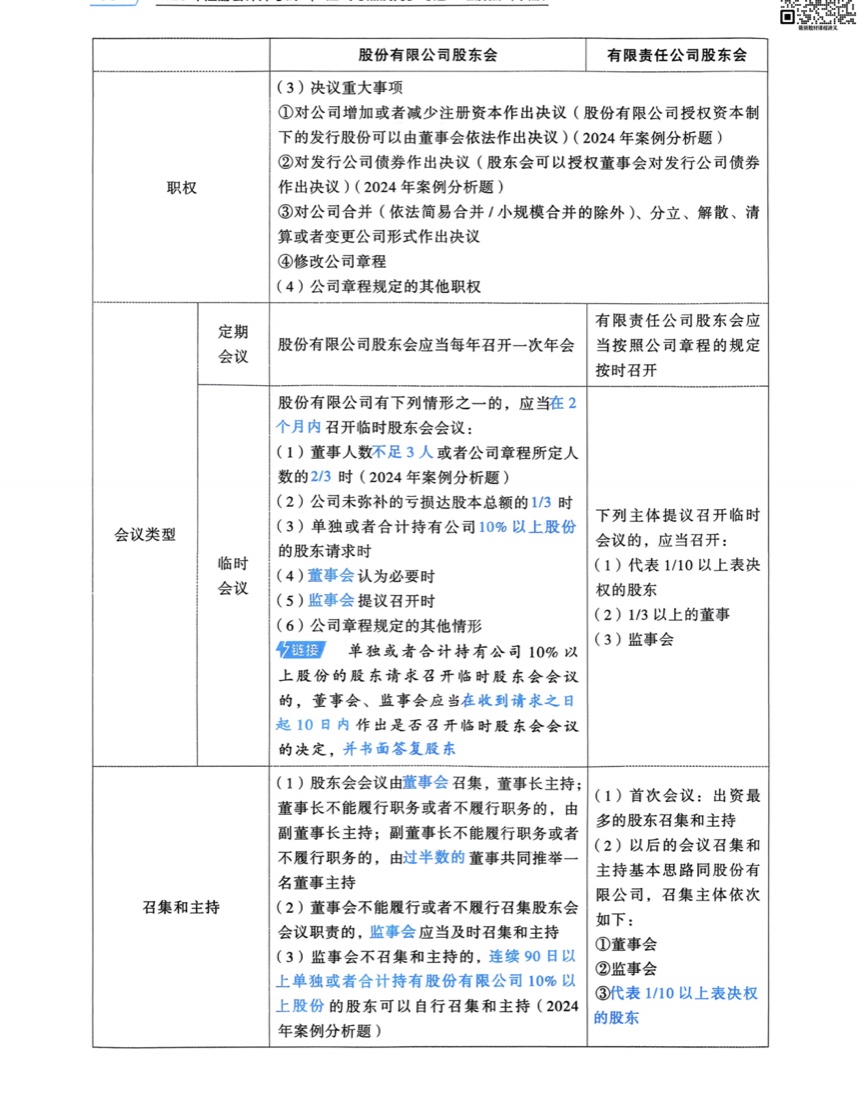 股份有限公司股东会
有限责任公司股东会
职权
（3）决议重大事项
①对公司增加或者减少注册资本作出决议（股份有限公司授权资本制
下的发行股份可以由董事会依法作出决议）（2024 年案例分析题）
②对发行公司债券作出决议（股东会可以授权董事会对发行公司债券
作出决议）（2024 年案例分析题）
③对公司合并（依法简易合并 / 小规模合并的除外）、分立、解散、清
算或者变更公司形式作出决议
④修改公司章程
（4）公司章程规定的其他职权
会议类型
定期
会议
股份有限公司股东会应当每年召开一次年会
有限责任公司股东会应
当按照公司章程的规定
按时召开
临时
会议
股份有限公司有下列情形之一的，应当在 2
个月内召开临时股东会会议：
（1）董事人数不足 3 人或者公司章程所定人
数的 2/3 时（2024 年案例分析题）
（2）公司未弥补的亏损达股本总额的 1/3 时
（3）单独或者合计持有公司 10% 以上股份
的股东请求时
（4）董事会认为必要时
（5）监事会提议召开时
（6）公司章程规定的其他情形
链接 单独或者合计持有公司 10% 以
上股份的股东请求召开临时股东会会议
的，董事会、监事会应当在收到请求之日
起 10 日内作出是否召开临时股东会会议
的决定，并书面答复股东
下列主体提议召开临时
会议的，应当召开：
（1）代表 1/10 以上表决
权的股东
（2）1/3 以上的董事
（3）监事会
召集和主持
（1）股东会会议由董事会召集，董事长主持；
董事长不能履行职务或者不履行职务的，由
副董事长主持；副董事长不能履行职务或者
不履行职务的，由过半数的董事共同推举一
名董事主持
（2）董事会不能履行或者不履行召集股东会
会议职责的，监事会应当及时召集和主持
（3）监事会不召集和主持的，连续 90 日以
上单独或者合计持有股份有限公司 10% 以
上股份的股东可以自行召集和主持（2024
年案例分析题）
（1）首次会议：出资最
多的股东召集和主持
（2）以后的会议召集和
主持基本思路同股份有
限公司，召集主体依次
如下：
①董事会
②监事会
③代表 1/10 以上表决权
的股东